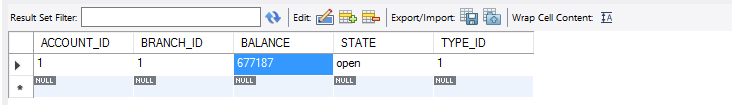 Result Set Filter: Edit: Export/Import: Wrap Cell Content: IA
ACCOUNT_ID BRANCH_ID BALANCE STATE TYPE_ID
1 1 677187 open 1
NULL NULL NULL NULL NULL